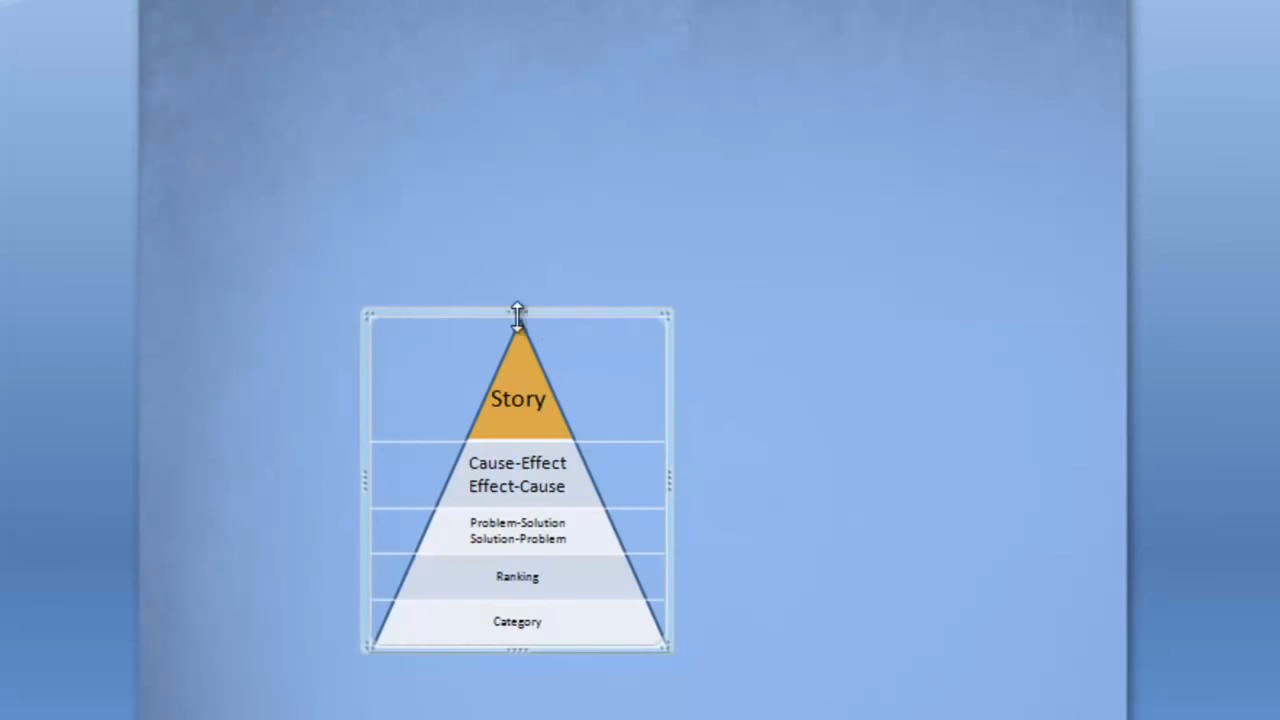 Story
Cause-Effect
Effect-Cause
Problem-Solution
Solution-Problem
Ranking
Category